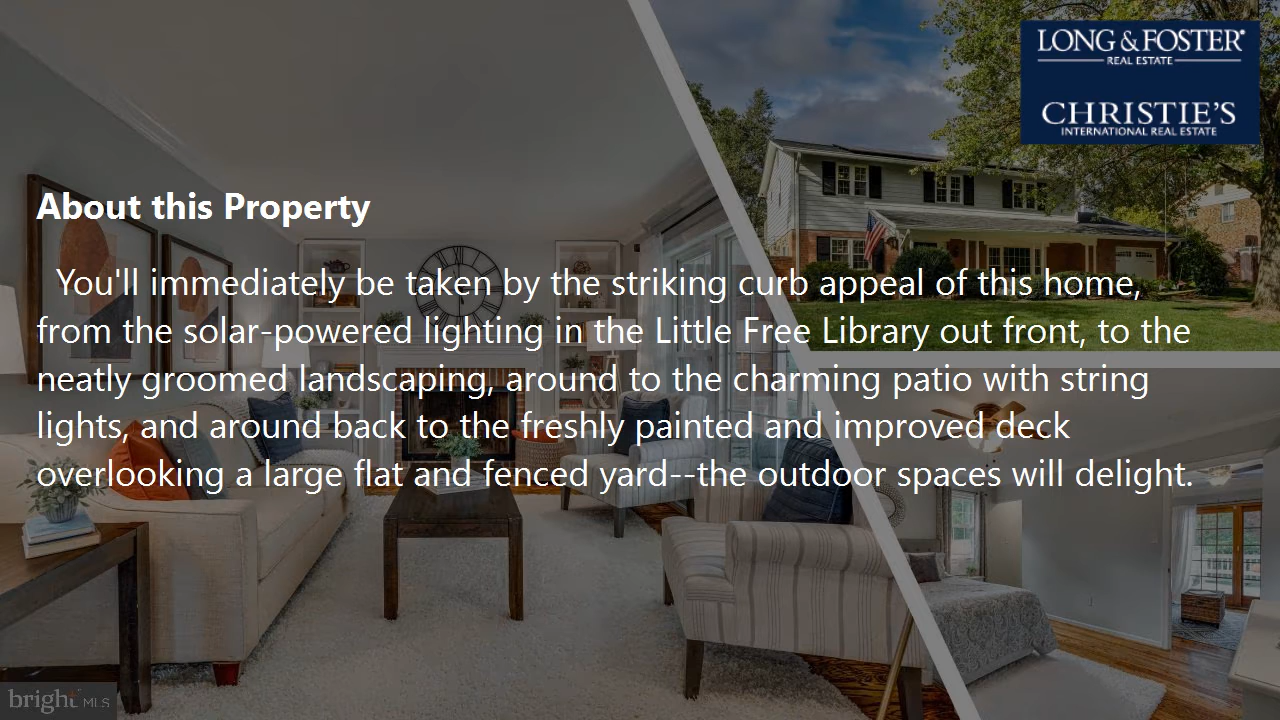 LONG & FOSTER®
REAL ESTATE
CHRISTIE'S
INTERNATIONAL REAL ESTATE
About this Property
You'll immediately be taken by the striking curb appeal of this home,
from the solar-powered lighting in the Little Free Library out front, to the
neatly groomed landscaping, around to the charming patio with string
lights, and around back to the freshly painted and improved deck
overlooking a large flat and fenced yard--the outdoor spaces will delight.
bright MLS